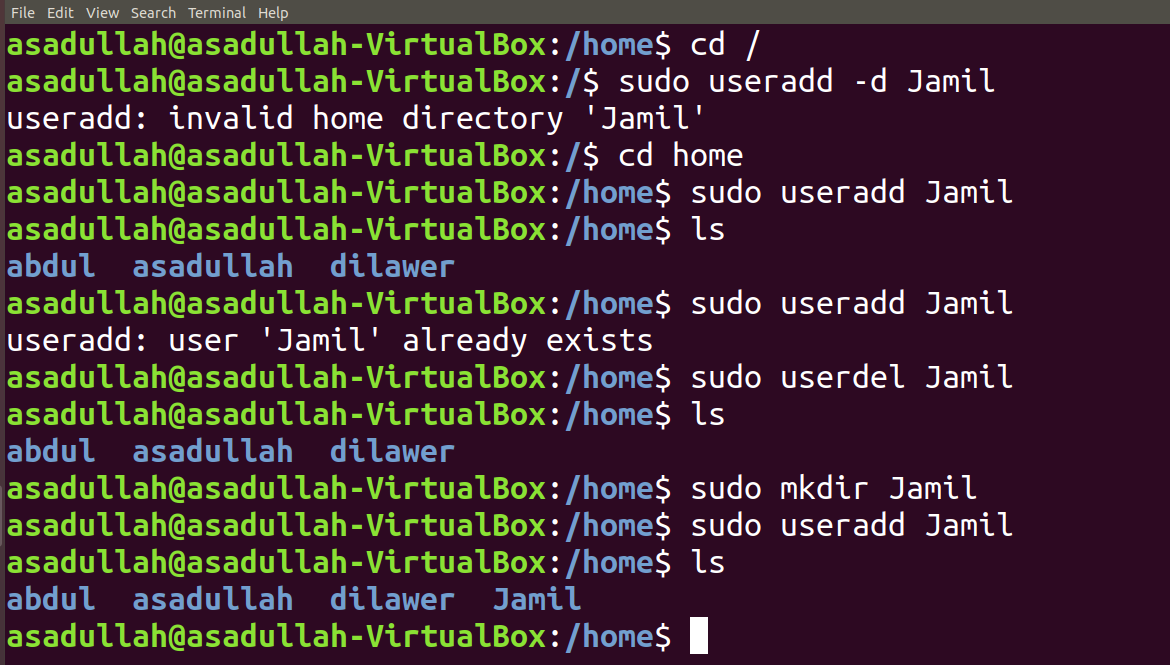 File Edit View Search Terminal Help
asadullah@asadullah-VirtualBox:/home$ cd /
asadullah@asadullah-VirtualBox:/$ sudo useradd -d Jamil
useradd: invalid home directory 'Jamil'
asadullah@asadullah-VirtualBox:/$ cd home
asadullah@asadullah-VirtualBox:/home$ sudo useradd Jamil
asadullah@asadullah-VirtualBox:/home$ ls
abdul  asadullah  dilawer
asadullah@asadullah-VirtualBox:/home$ sudo useradd Jamil
useradd: user 'Jamil' already exists
asadullah@asadullah-VirtualBox:/home$ sudo userdel Jamil
asadullah@asadullah-VirtualBox:/home$ ls
abdul  asadullah  dilawer
asadullah@asadullah-VirtualBox:/home$ sudo mkdir Jamil
asadullah@asadullah-VirtualBox:/home$ sudo useradd Jamil
asadullah@asadullah-VirtualBox:/home$ ls
abdul  asadullah  dilawer  Jamil
asadullah@asadullah-VirtualBox:/home$